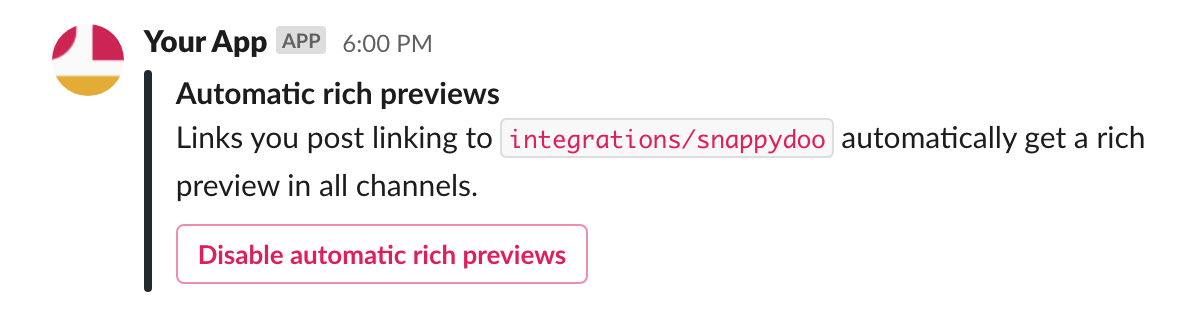 Your App APP 6:00 PM
Automatic rich previews
Links you post linking to integrations/snappydoo automatically get a rich
preview in all channels.
Disable automatic rich previews